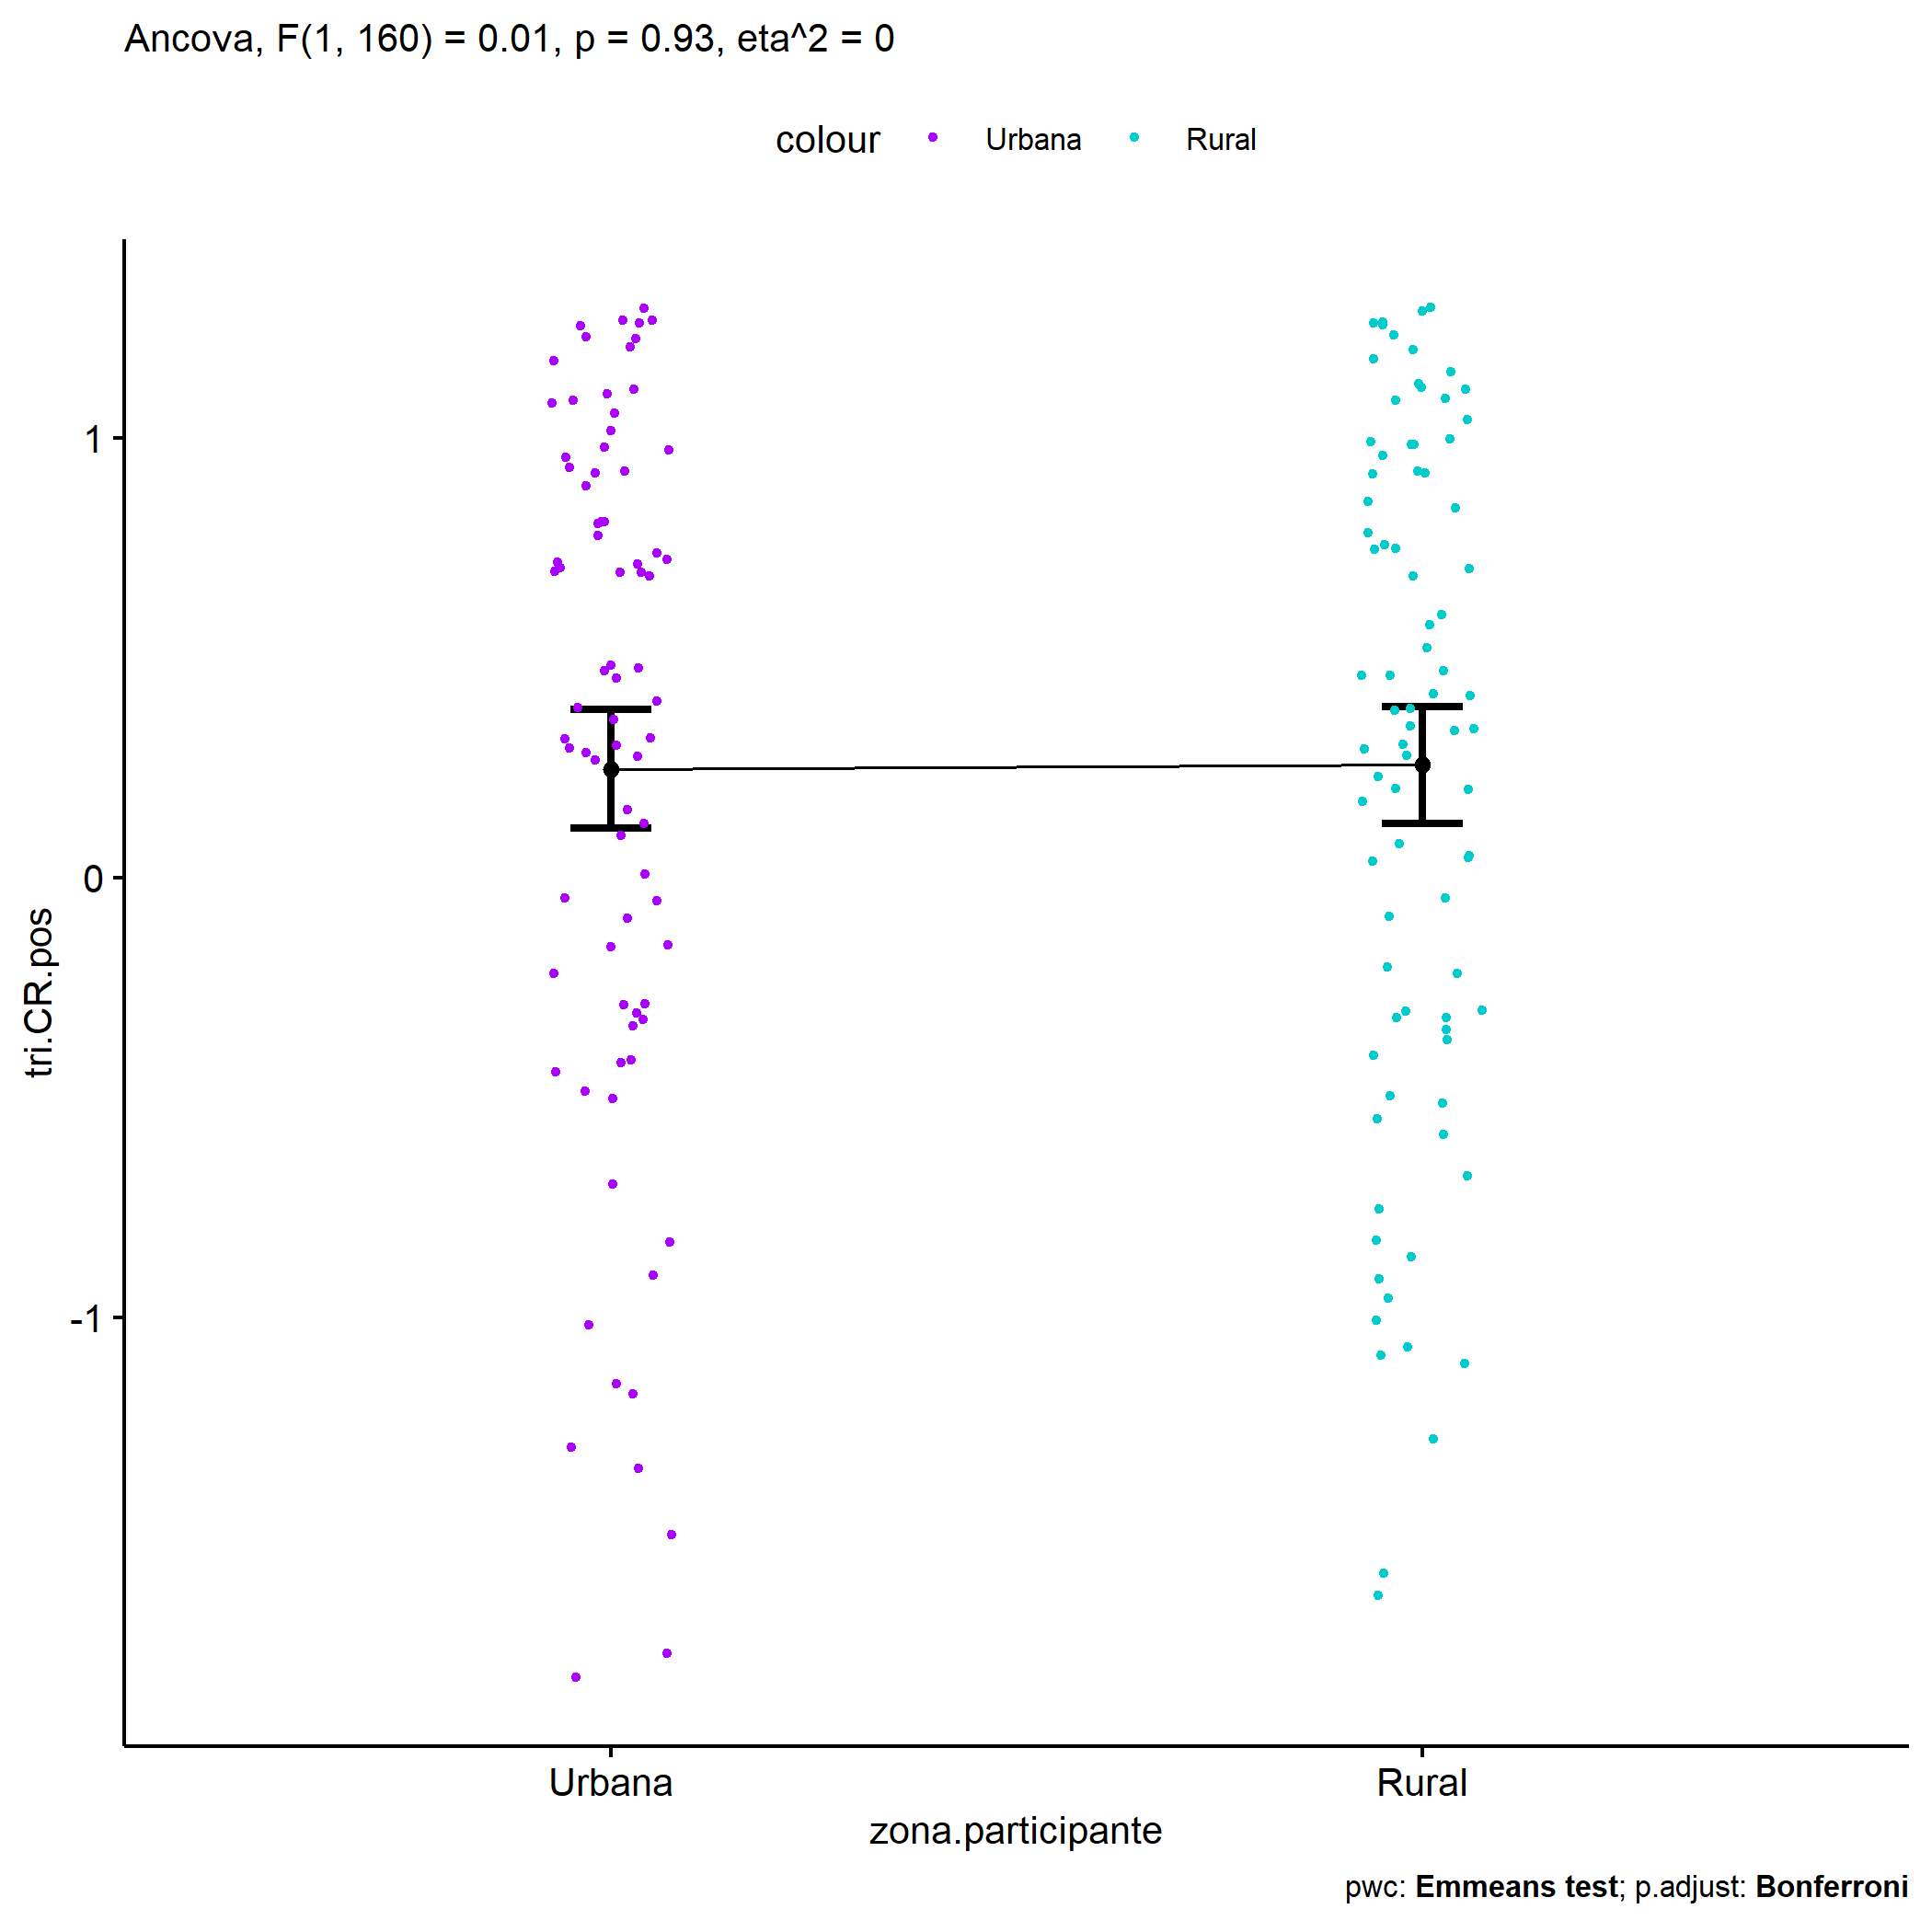 Ancova, F(1, 160) = 0.01, p = 0.93, eta^2 = 0
colour Urbana Rural
tri.CR.pos
1
0
-1
Urbana Rural
zona.participante
pwc: Emmeans test; p.adjust: Bonferroni